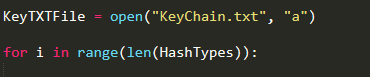 KeyTXTFile = open("KeyChain.txt", "a")
for i in range(len(HashTypes)):